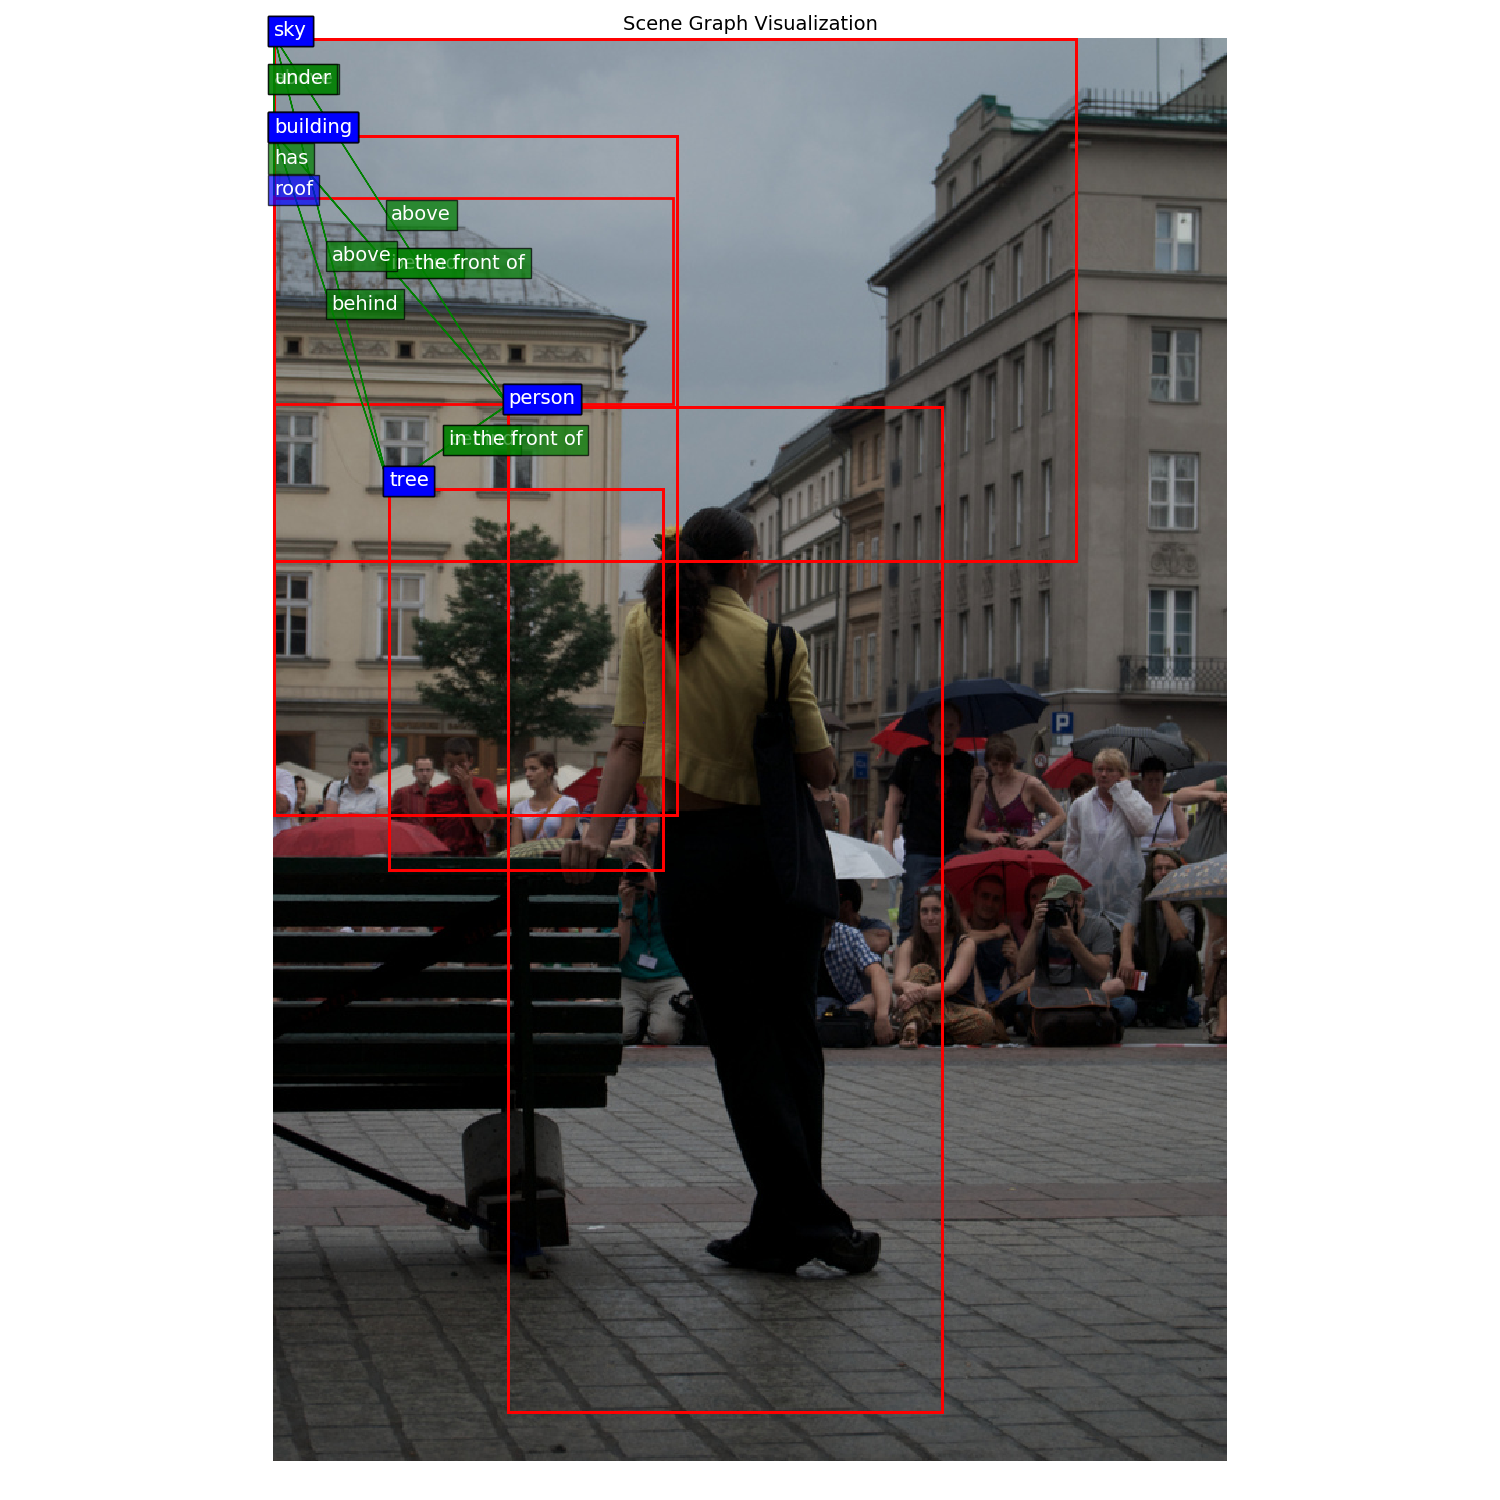 Scene Graph Visualization
sky
under
building
has
roof
above
above
in the front of
behind
person
in the front of
tree
P